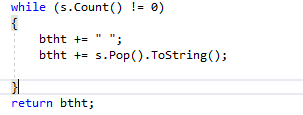 while (s.Count() != 0)
{
    btht += " ";
    btht += s.Pop().ToString();
}
return btht;